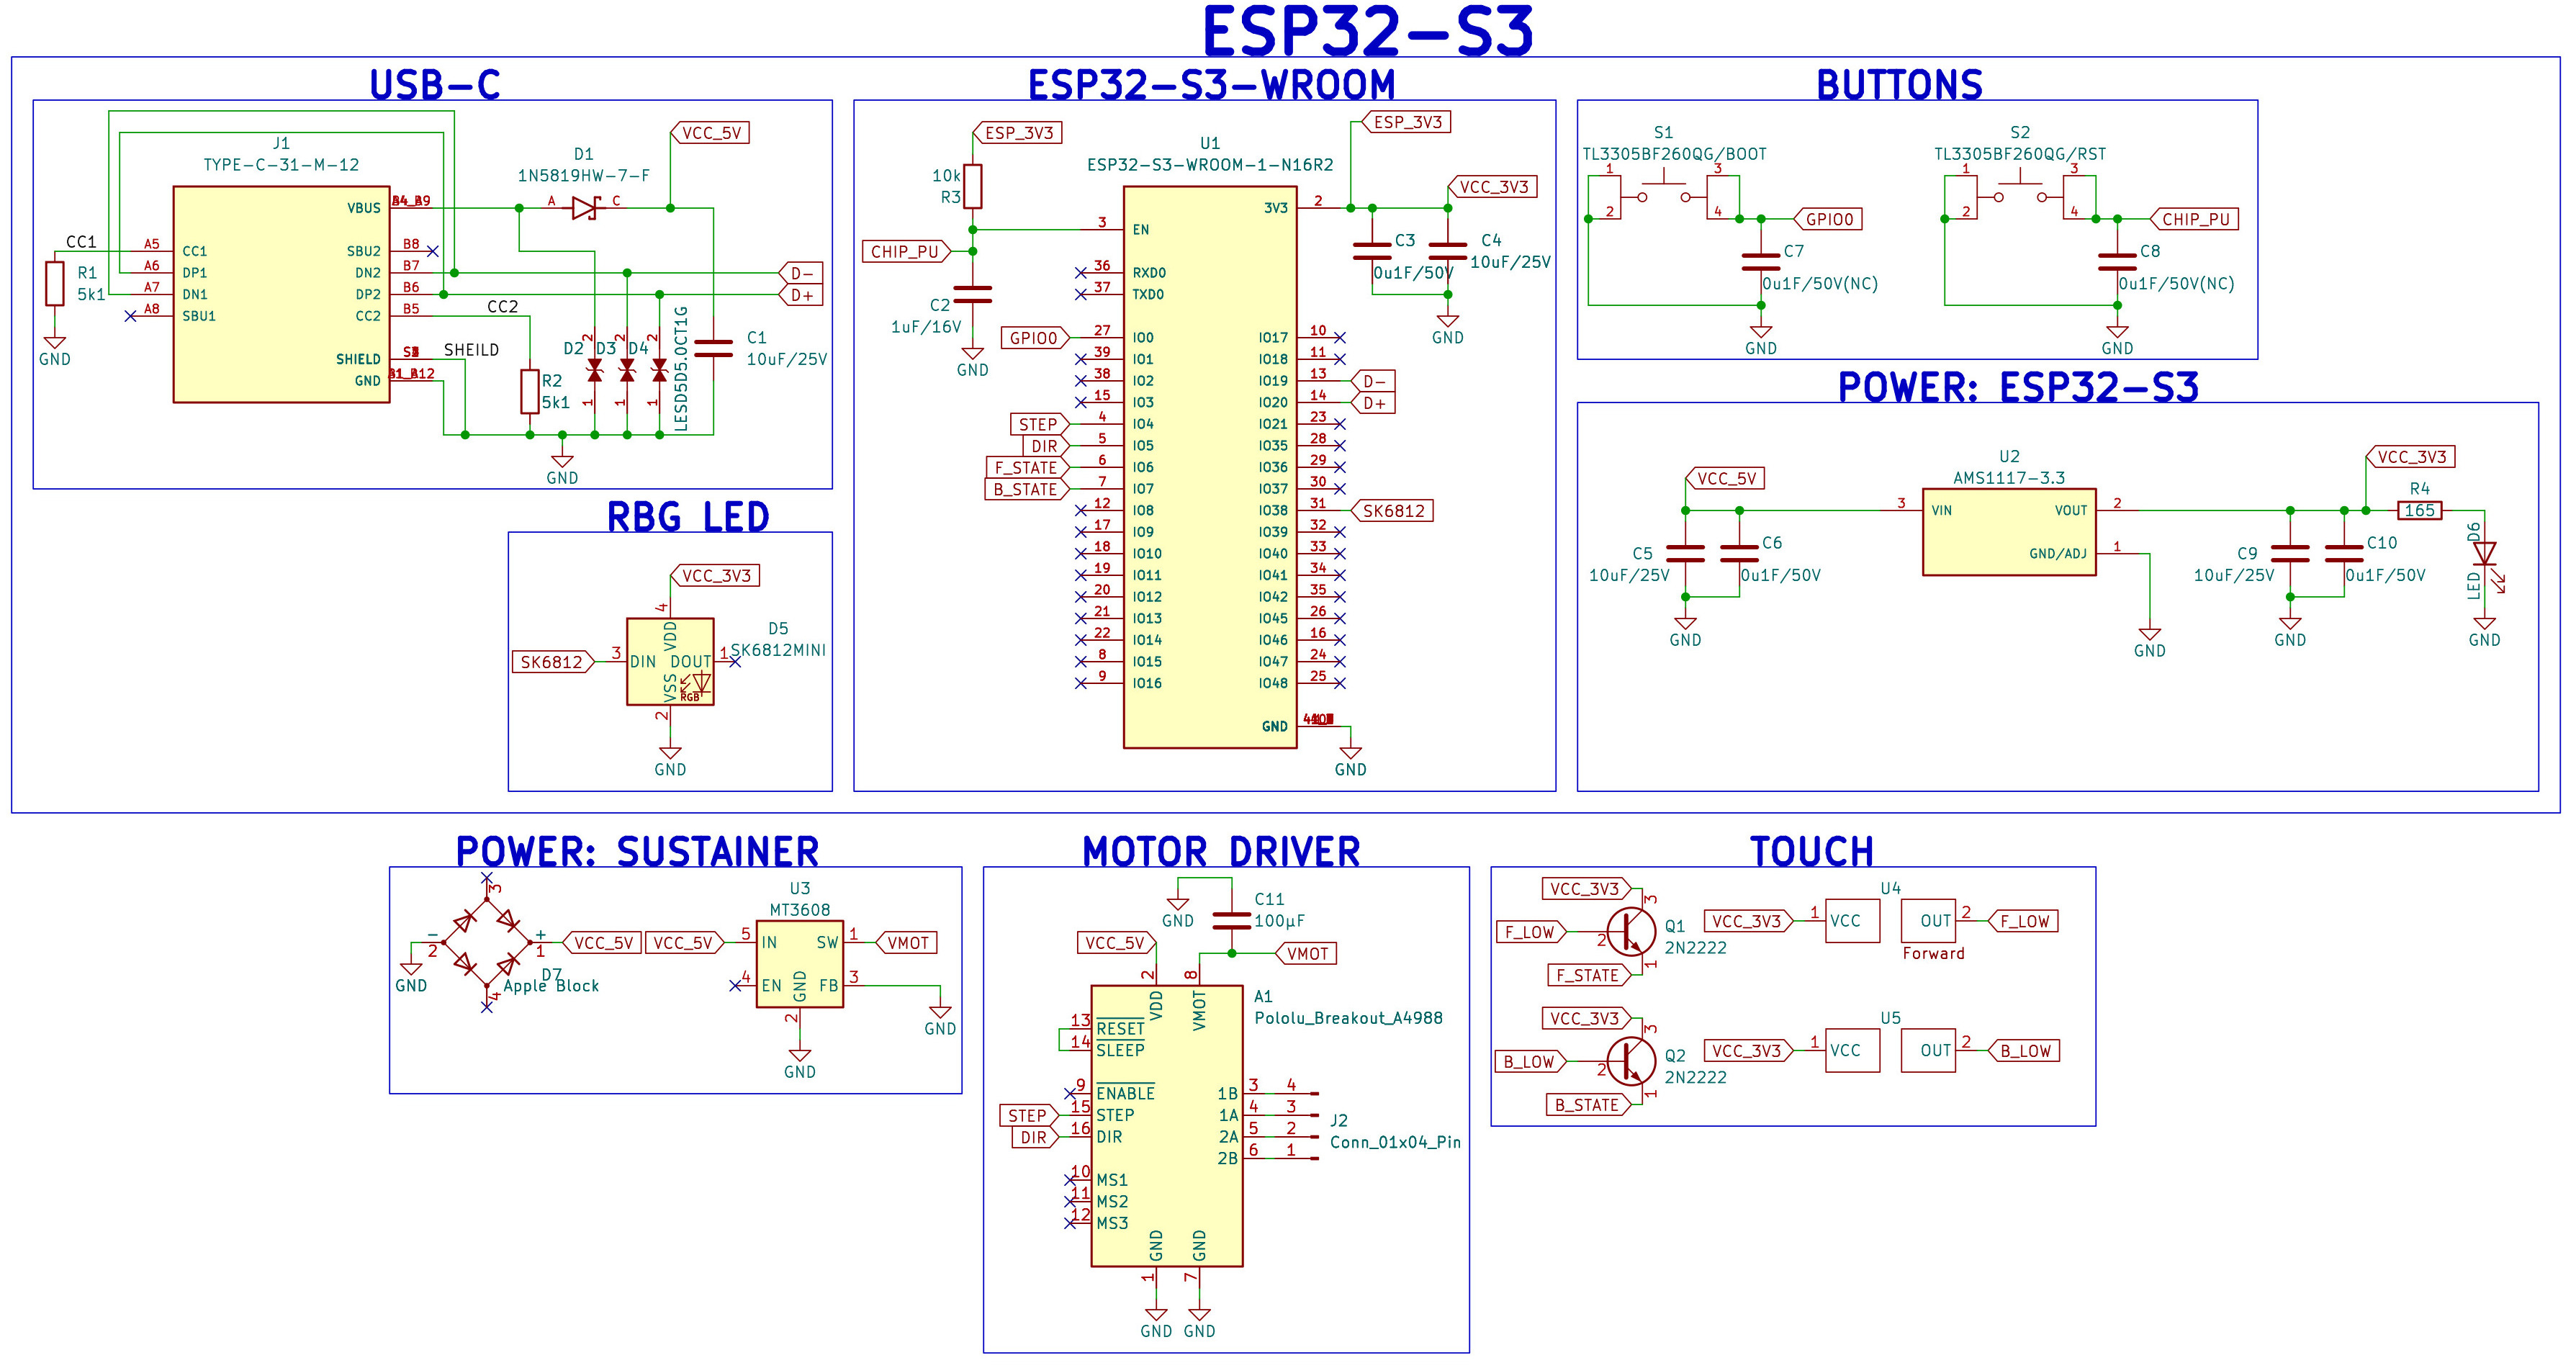 ESP32-S3
USB-C
J1
TYPE-C-31-M-12
VBUS
CC1
A5
CC1
A6
DP1
A7
DN1
A8
SBU1
SBU2
B8
DN2
B7
DP2
B6
CC2
B5
CC2
SHIELD
SHEILD
GND
R1
5k1
GND
D1
1N5819HW-7-F
A
C
VCC_5V
D-
D+
R2
5k1
D2
D3
D4
2
2
2
1
1
1
LESD5D5.0CT1G
C1
10uF/25V
GND
RBG LED
VCC_3V3
4
VDD
D5
SK6812MINI
SK6812
3
DIN
DOUT
1
VSS
RGB
2
GND
ESP32-S3-WROOM
ESP_3V3
10k
R3
CHIP_PU
C2
1uF/16V
GND
U1
ESP32-S3-WROOM-1-N16R2
3
EN
36
RXD0
37
TXD0
GPIO0
27
IO0
39
IO1
38
IO2
15
IO3
STEP
4
IO4
DIR
5
IO5
F_STATE
6
IO6
B_STATE
7
IO7
12
IO8
17
IO9
18
IO10
19
IO11
20
IO12
21
IO13
22
IO14
8
IO15
9
IO16
3V3
2
IO17
10
IO18
11
IO19
13
D-
IO20
14
D+
IO21
23
IO35
28
IO36
29
IO37
30
IO38
31
SK6812
IO39
32
IO40
33
IO41
34
IO42
35
IO45
26
IO46
16
IO47
24
IO48
25
GND
GND
ESP_3V3
VCC_3V3
C3
0u1F/50V
C4
10uF/25V
GND
BUTTONS
S1
TL3305BF260QG/BOOT
1
3
2
4
GPIO0
C7
0u1F/50V(NC)
GND
S2
TL3305BF260QG/RST
1
3
2
4
CHIP_PU
C8
0u1F/50V(NC)
GND
POWER: ESP32-S3
VCC_5V
C5
10uF/25V
C6
0u1F/50V
GND
U2
AMS1117-3.3
3
VIN
VOUT
2
GND/ADJ
1
GND
VCC_3V3
R4
165
C9
10uF/25V
C10
0u1F/50V
GND
D6
LED
GND
POWER: SUSTAINER
3
-
2
+
1
4
GND
VCC_5V
D7
Apple Block
VCC_5V
U3
MT3608
5
IN
SW
1
VMOT
4
EN
FB
3
GND
2
GND
GND
MOTOR DRIVER
GND
C11
100µF
VCC_5V
VMOT
2
VDD
8
VMOT
A1
Pololu_Breakout_A4988
13
RESET
14
SLEEP
9
ENABLE
STEP
15
STEP
DIR
16
DIR
10
MS1
11
MS2
12
MS3
1B
3
4
1A
4
3
2A
5
2
2B
6
1
J2
Conn_01x04_Pin
GND
GND
1
7
GND
GND
TOUCH
VCC_3V3
3
F_LOW
2
Q1
2N2222
F_STATE
1
VCC_3V3
1
VCC
U4
OUT
2
F_LOW
Forward
VCC_3V3
3
B_LOW
2
Q2
2N2222
B_STATE
1
VCC_3V3
1
VCC
U5
OUT
2
B_LOW